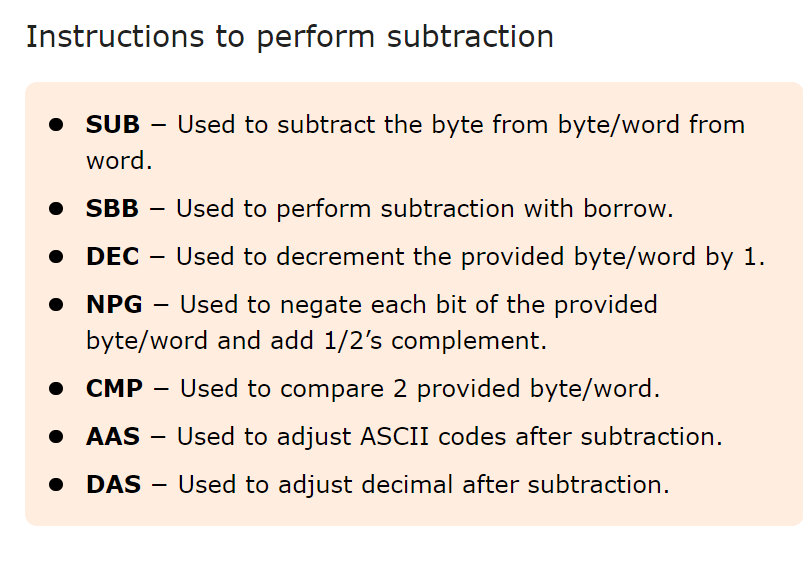 Instructions to perform subtraction
● SUB − Used to subtract the byte from byte/word from
word.
● SBB − Used to perform subtraction with borrow.
● DEC − Used to decrement the provided byte/word by 1.
● NPG − Used to negate each bit of the provided
byte/word and add 1/2’s complement.
● CMP − Used to compare 2 provided byte/word.
● AAS − Used to adjust ASCII codes after subtraction.
● DAS − Used to adjust decimal after subtraction.